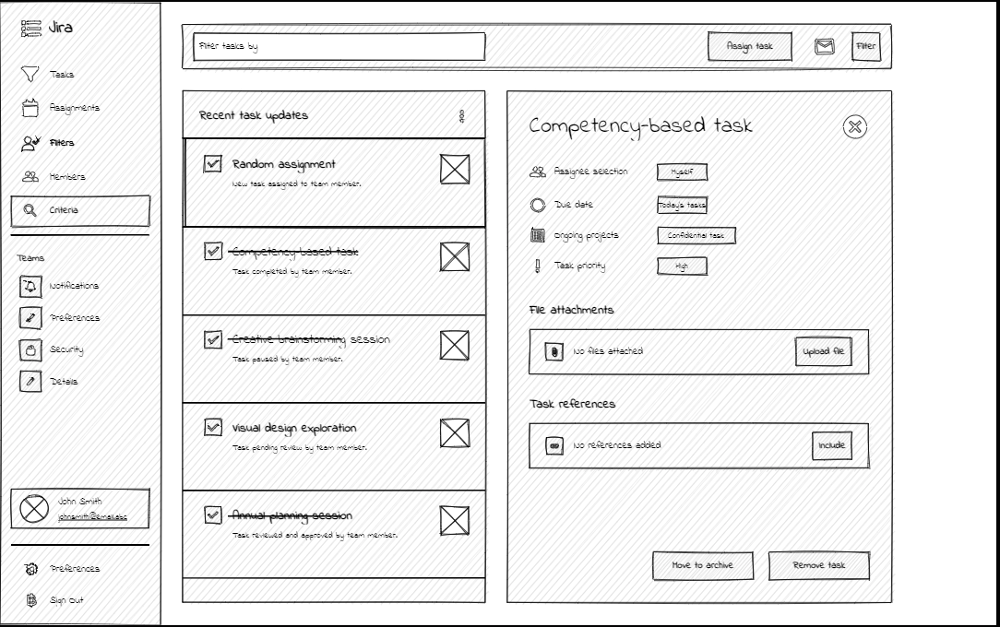 Jira
Tasks
Assignments
Filters
Members
Criteria
Teams
Notifications
Preferences
Security
Details
John Smith
johnsmith@email.abc
Preferences
Sign Out
Filter tasks by
Assign task
Filter
Recent task updates
Random assignment
New task assigned to team member.
Competency-based task
Task completed by team member.
Creative brainstorming session
Task paused by team member.
Visual design exploration
Task pending review by team member.
Annual planning session
Task reviewed and approved by team member.
Competency-based task
Assignee selection
Myself
Due date
Today's tasks
Ongoing projects
Confidential task
Task priority
High
File attachments
No files attached
Upload file
Task references
No references added
Include
Move to archive
Remove task